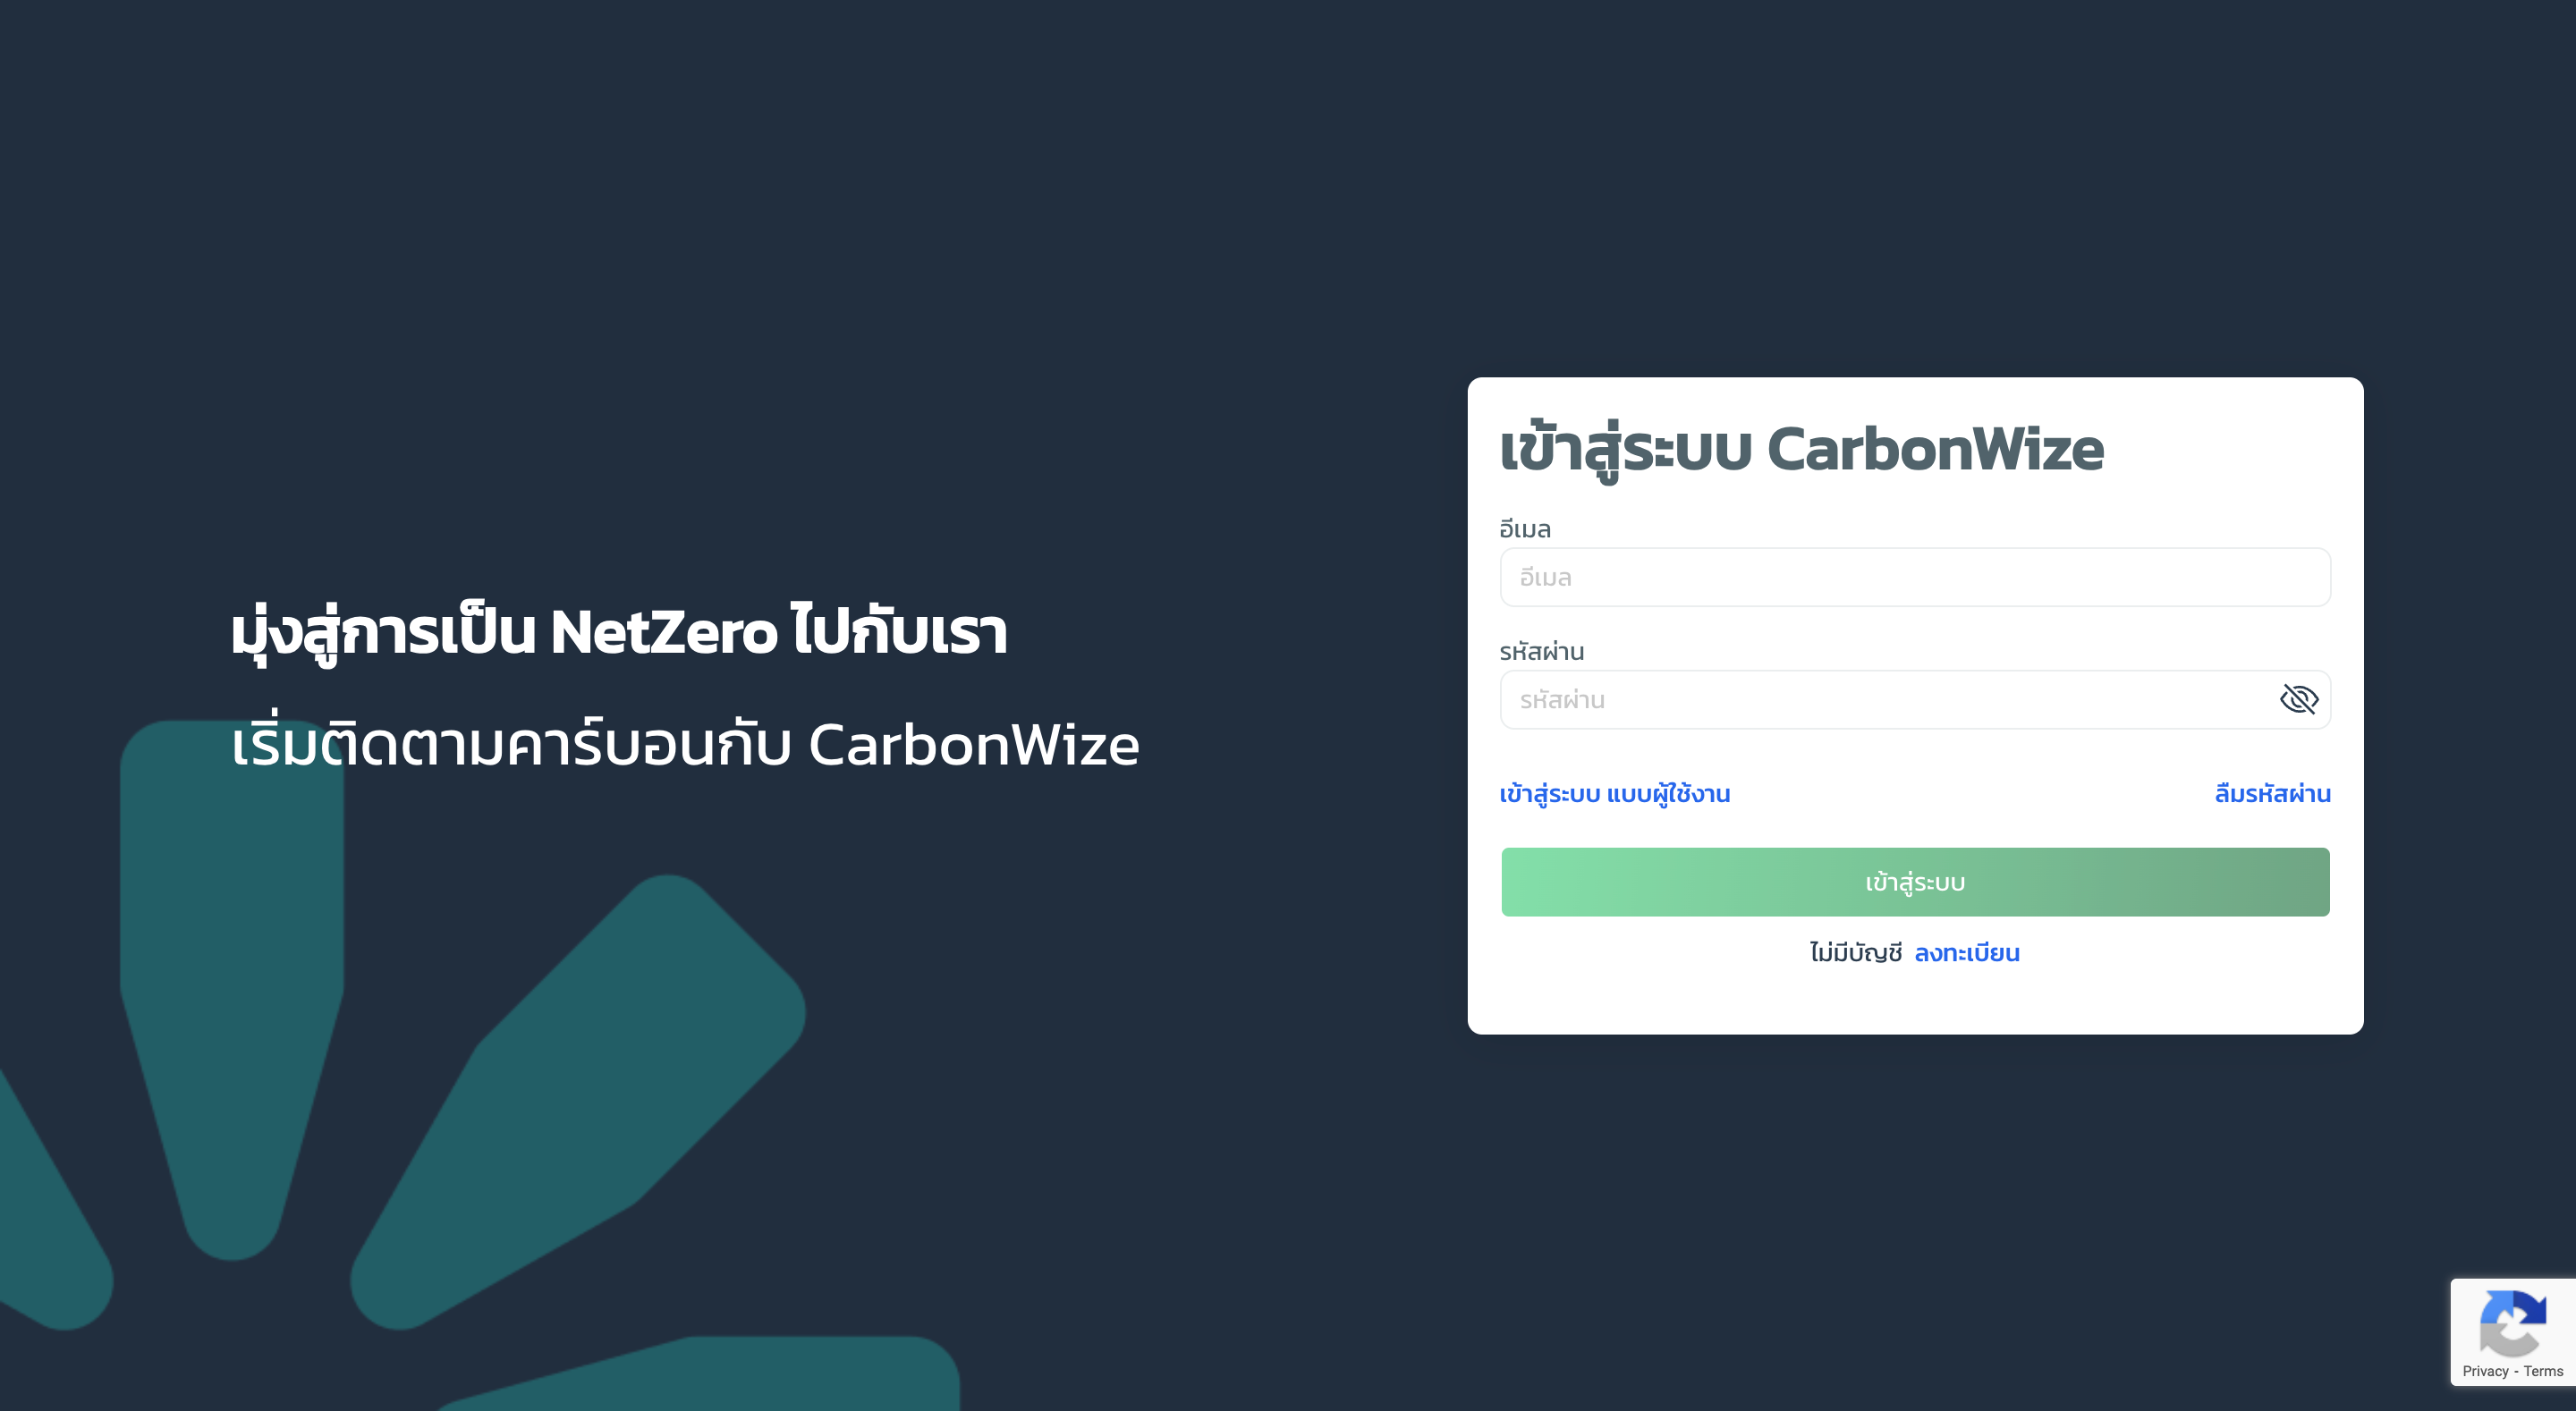 มุ่งสู่การเป็น NetZero ไปกับเรา
เริ่มติดตามคาร์บอนกับ CarbonWize
เข้าสู่ระบบ CarbonWize
อีเมล
อีเมล
รหัสผ่าน
รหัสผ่าน
เข้าสู่ระบบ แบบผู้ใช้งาน
ลืมรหัสผ่าน
เข้าสู่ระบบ
ไม่มีบัญชี ลงทะเบียน
Privacy - Terms